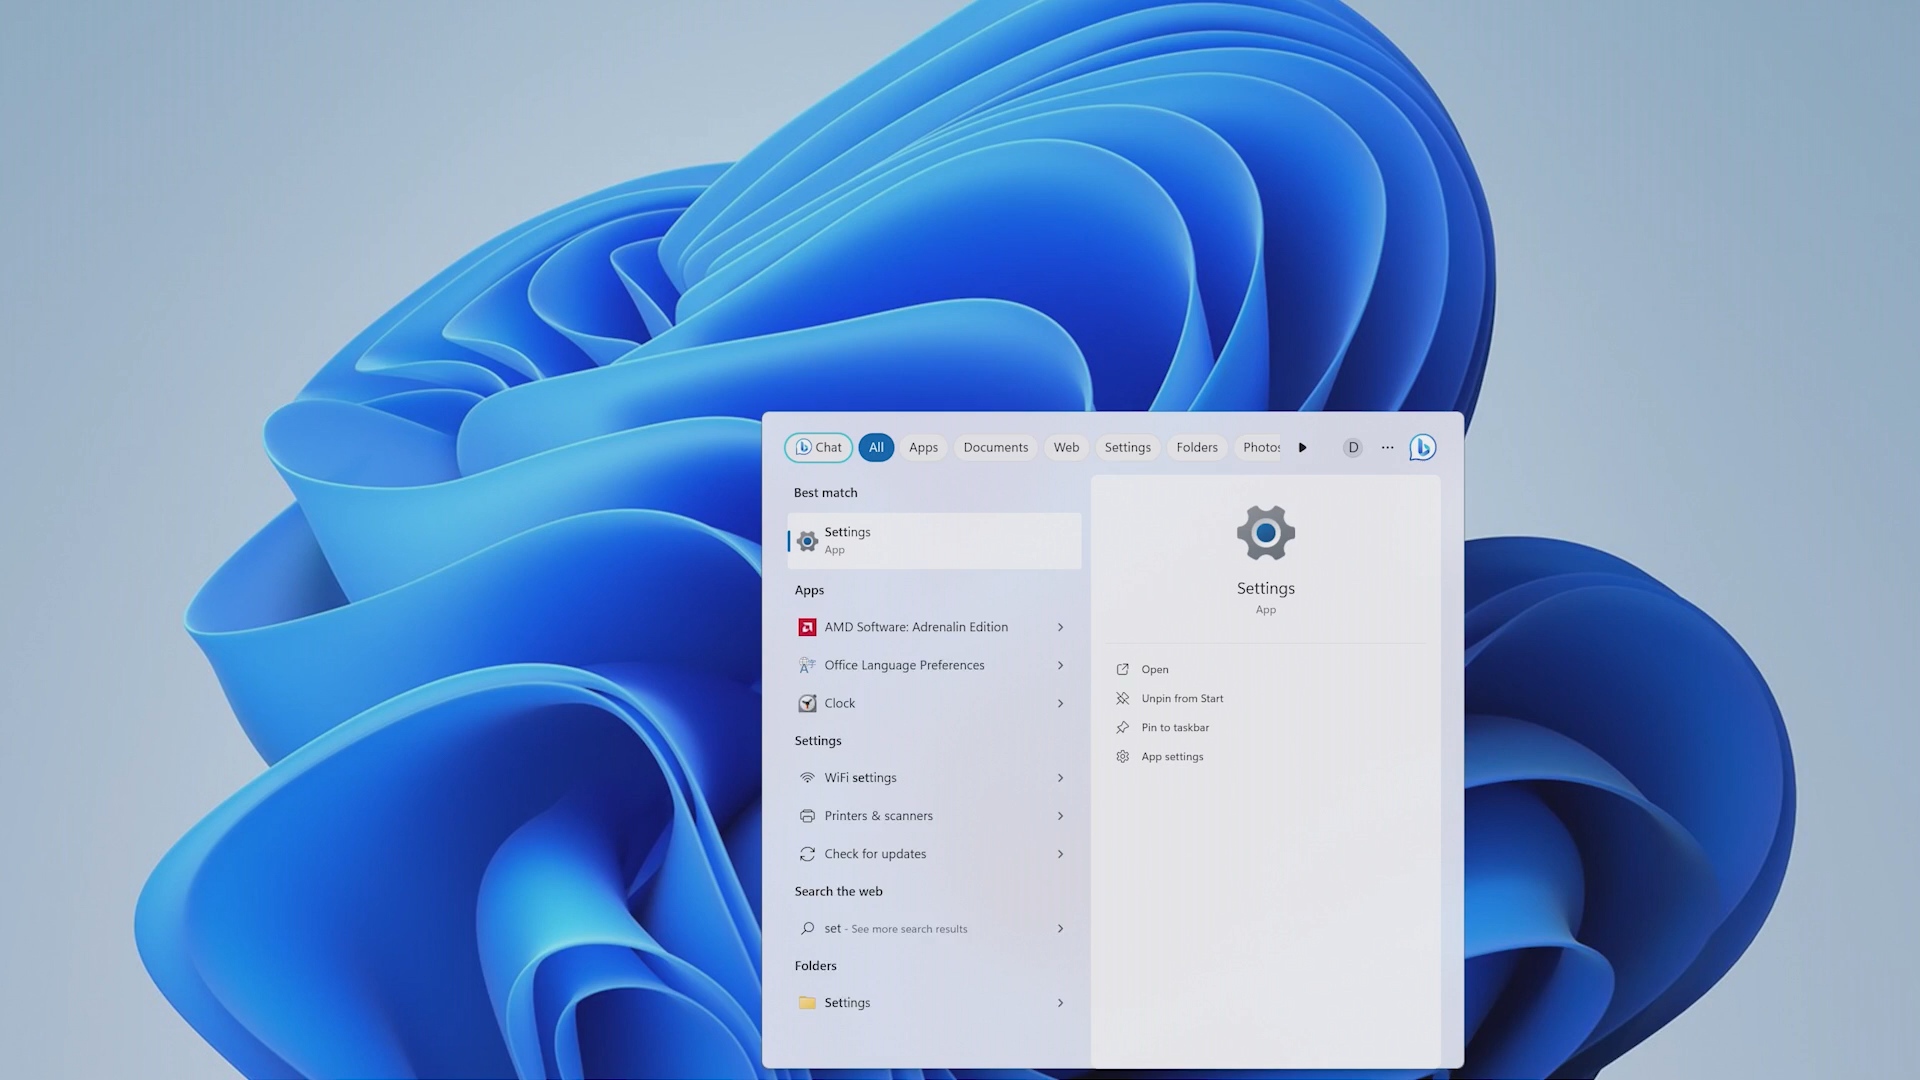 Chat All Apps Documents Web Settings Folders Photos D
Best match
Settings
App
Apps
AMD Software: Adrenalin Edition
Office Language Preferences
Clock
Settings
WiFi settings
Printers & scanners
Check for updates
Search the web
set - See more search results
Folders
Settings
Settings
App
Open
Unpin from Start
Pin to taskbar
App settings